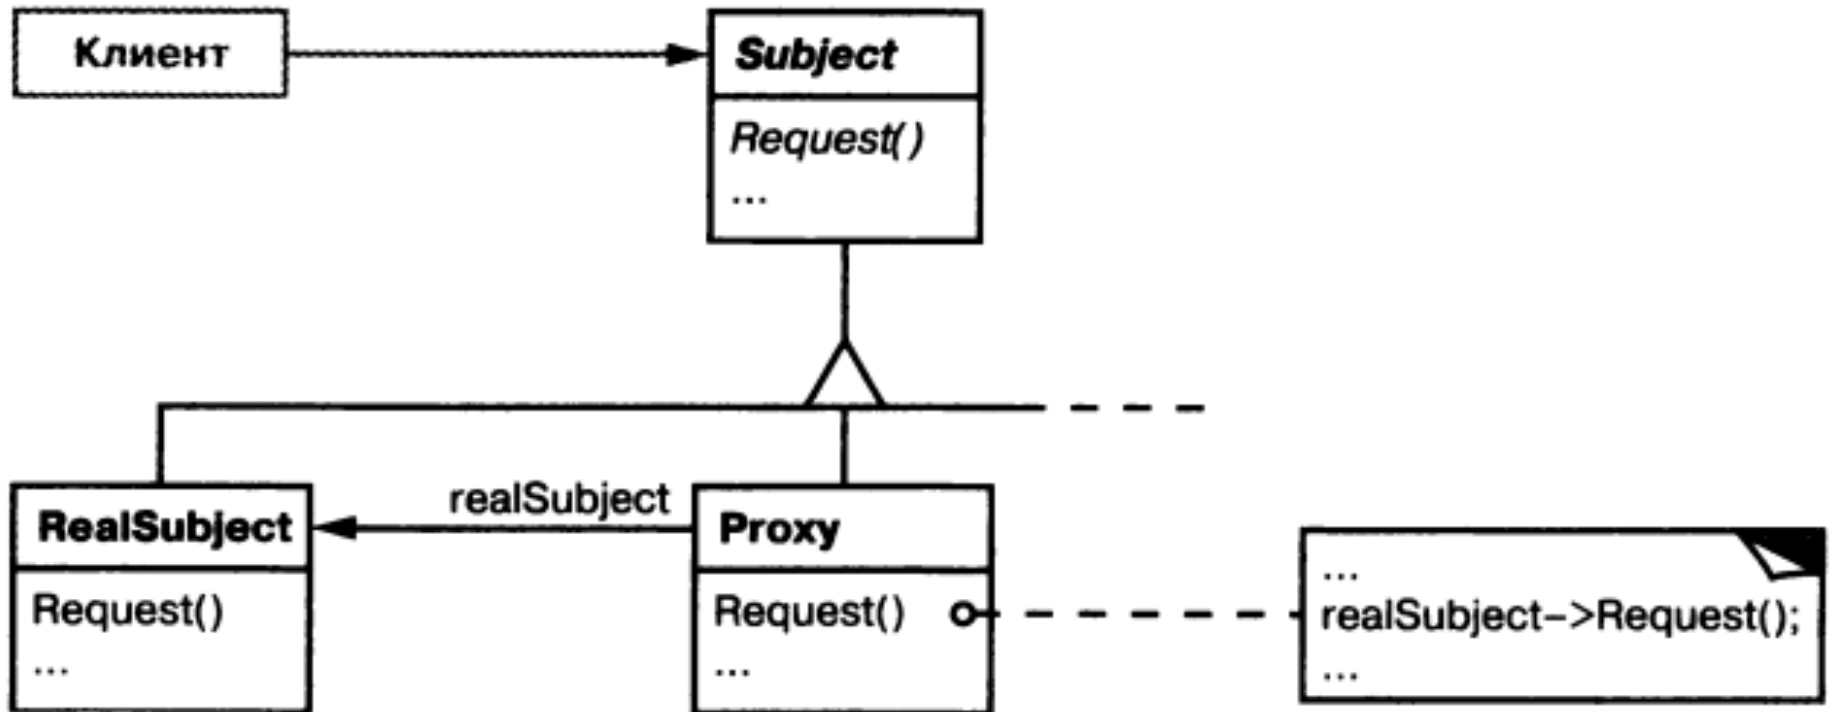 Клиент
Subject
Request()
...
realSubject
RealSubject
Request()
...
Proxy
Request()
...
...
realSubject–>Request();
...